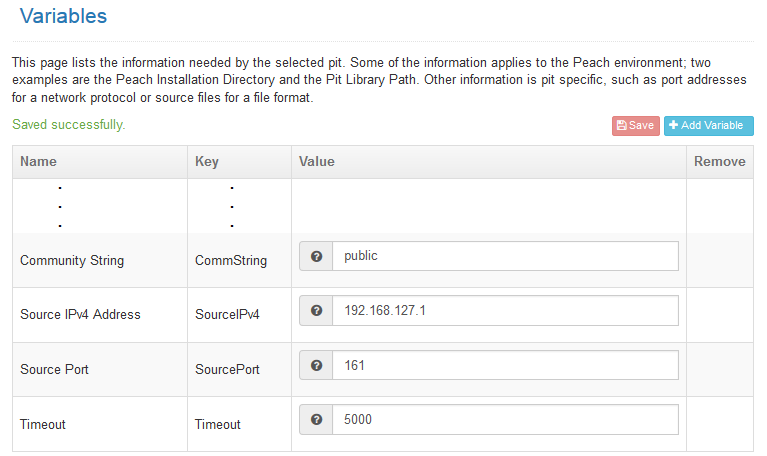 Variables
This page lists the information needed by the selected pit. Some of the information applies to the Peach environment; two
examples are the Peach Installation Directory and the Pit Library Path. Other information is pit specific, such as port addresses
for a network protocol or source files for a file format.
Saved successfully. Save Add Variable
Name Key Value Remove
Community String CommString public
Source IPv4 Address SourceIPv4 192.168.127.1
Source Port SourcePort 161
Timeout Timeout 5000